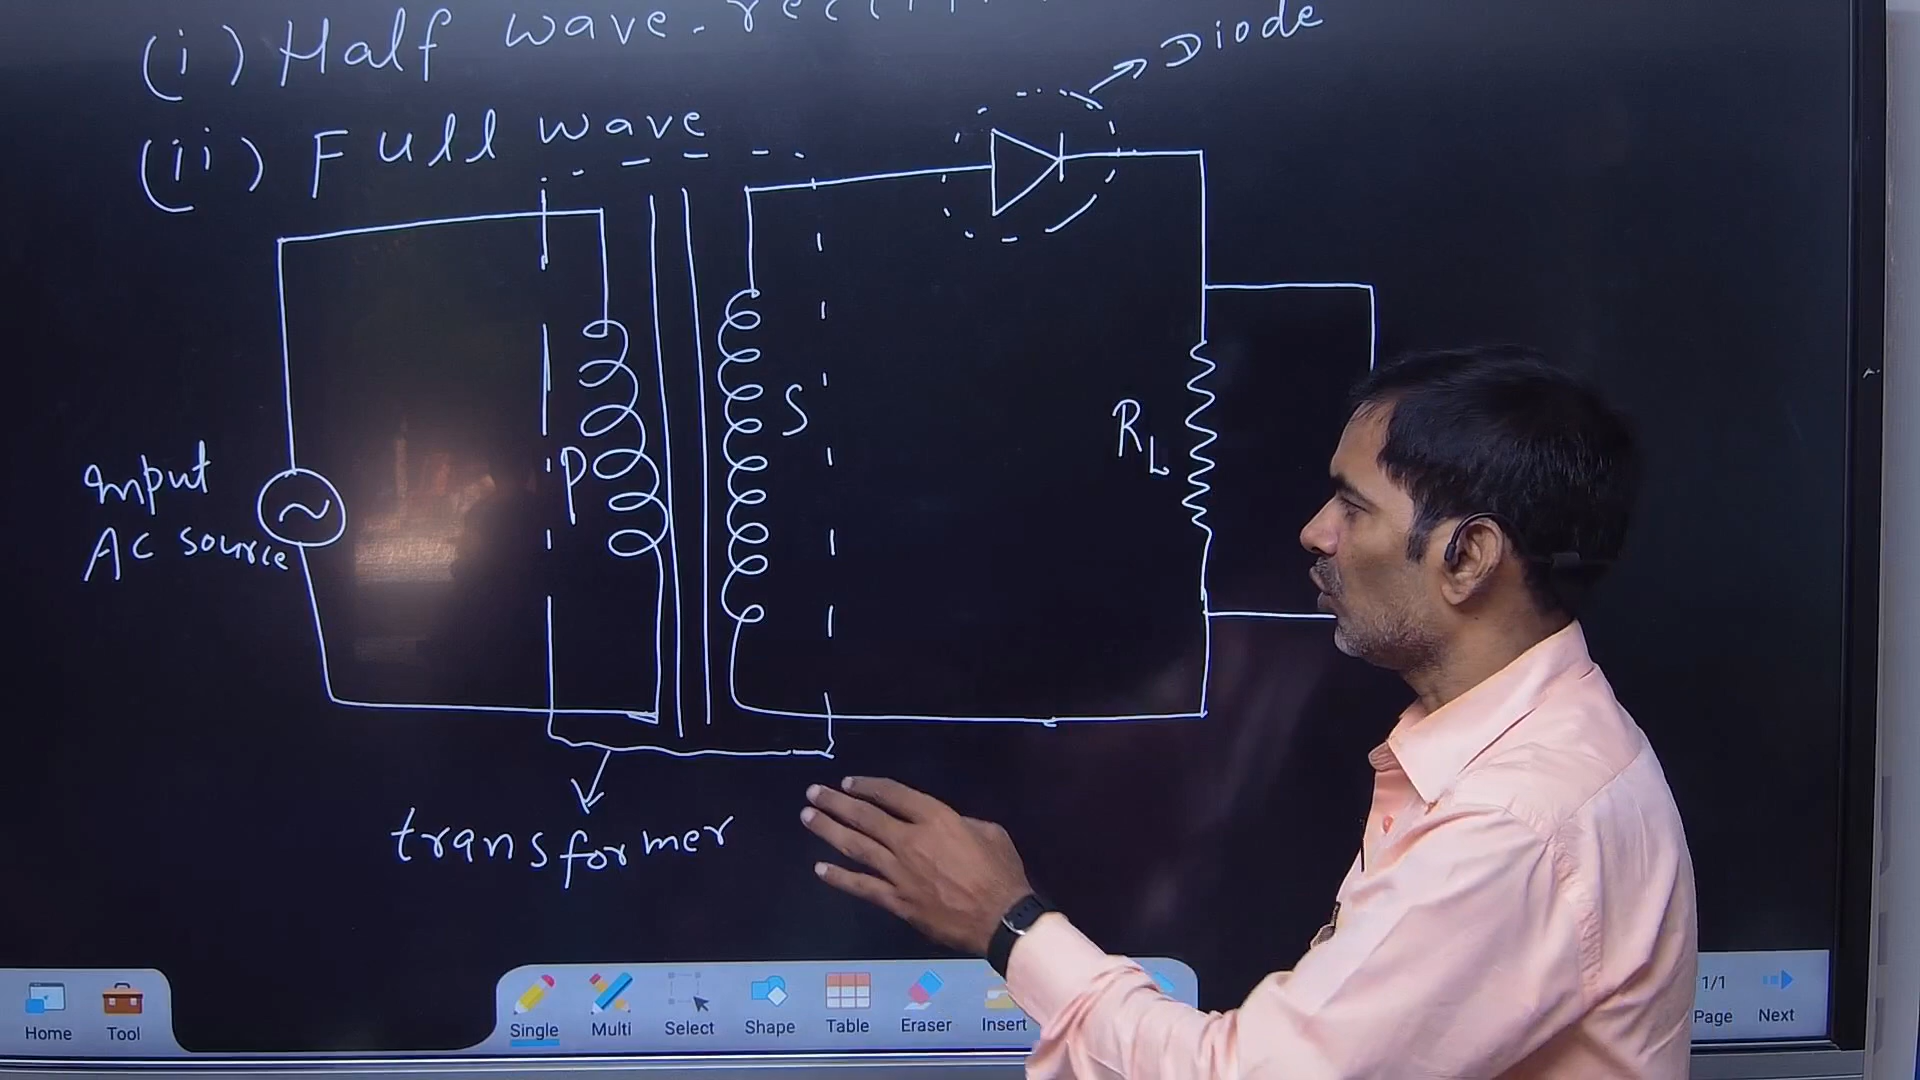 (i) Half wave
Diode
(ii) Full wave
P
S
RL
Input
AC source
transformer
Home
Tool
Single
Multi
Select
Shape
Table
Eraser
Insert
1/1
Page
Next